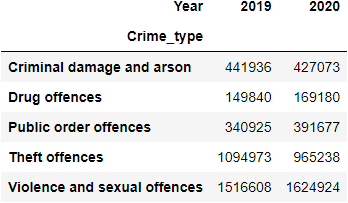 Year 2019 2020
Crime_type
Criminal damage and arson 441936 427073
Drug offences 149840 169180
Public order offences 340925 391677
Theft offences 1094973 965238
Violence and sexual offences 1516608 1624924